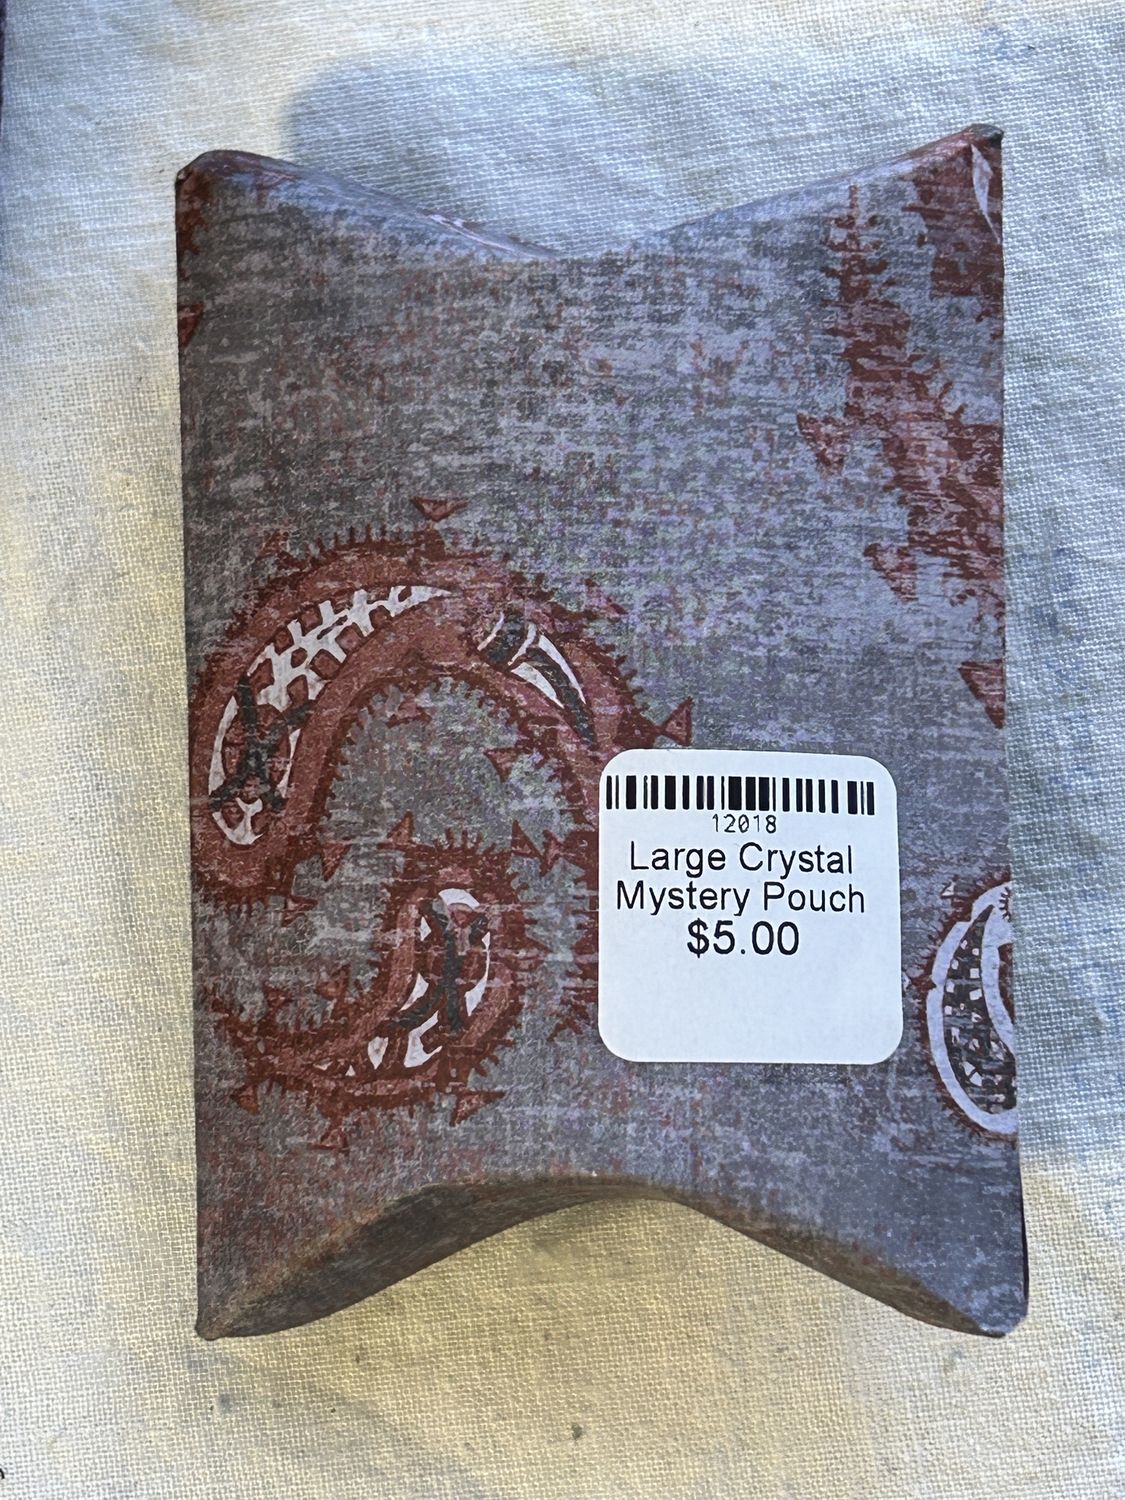 12018
Large Crystal
Mystery Pouch
$5.00